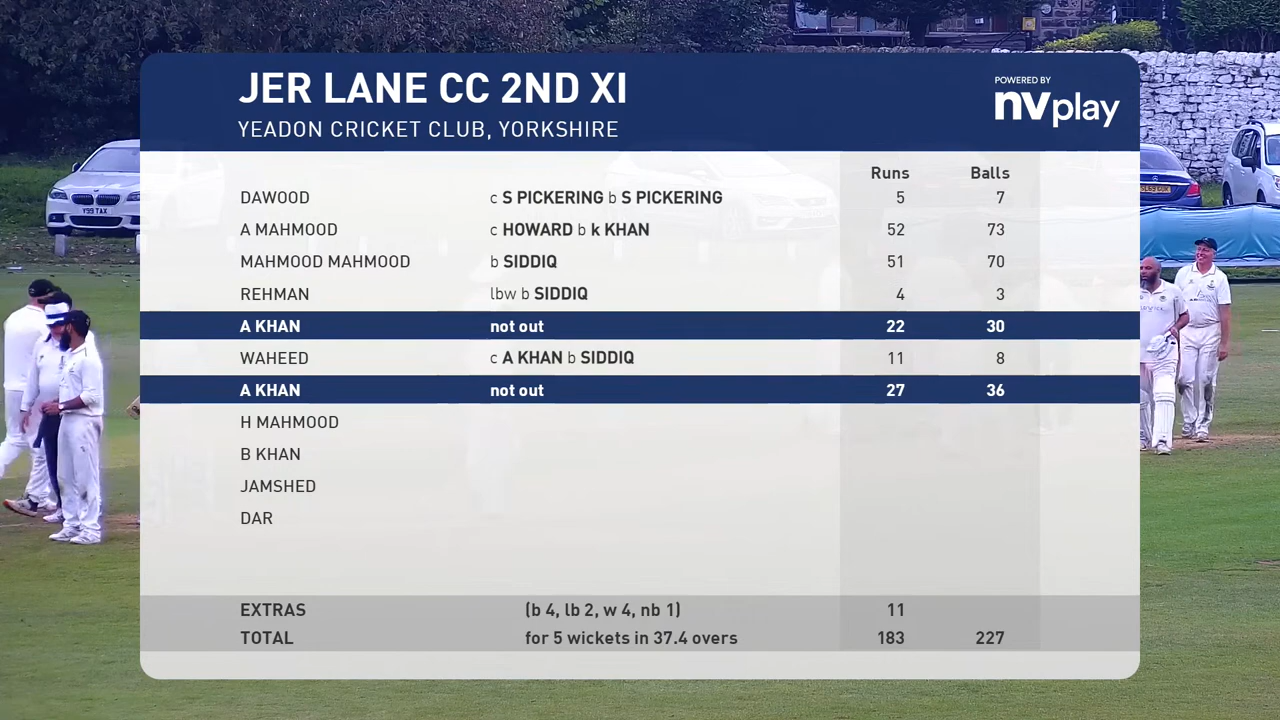 JER LANE CC 2ND XI
YEADON CRICKET CLUB, YORKSHIRE
POWERED BY
nvplay
Runs Balls
DAWOOD c S PICKERING b S PICKERING 5 7
A MAHMOOD c HOWARD b k KHAN 52 73
MAHMOOD MAHMOOD b SIDDIQ 51 70
REHMAN lbw b SIDDIQ 4 3
A KHAN not out 22 30
WAHEED c A KHAN b SIDDIQ 11 8
A KHAN not out 27 36
H MAHMOOD
B KHAN
JAMSHED
DAR
EXTRAS (b 4, lb 2, w 4, nb 1) 11
TOTAL for 5 wickets in 37.4 overs 183 227
Y99 TAX